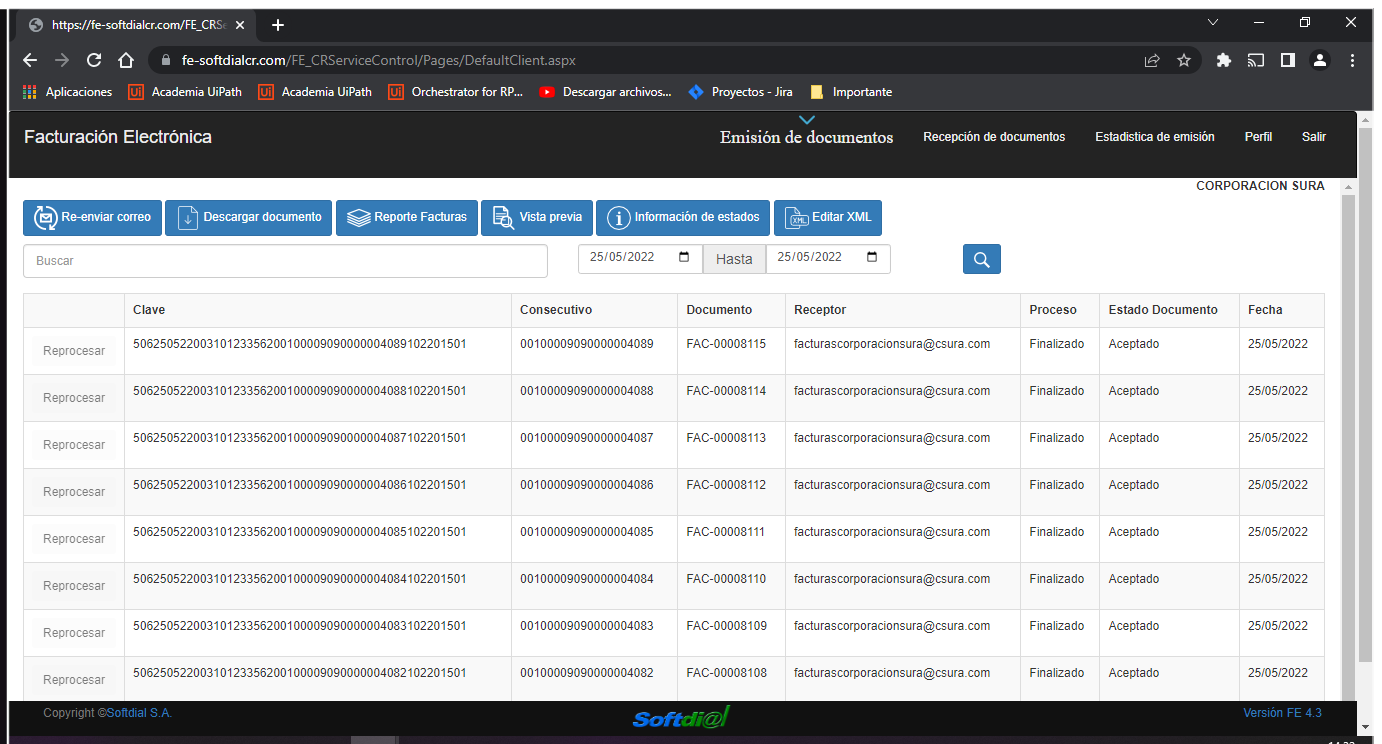 https://fe-softdialcr.com/FE_CRSe
fe-softdialcr.com/FE_CRServiceControl/Pages/DefaultClient.aspx
Aplicaciones Ui Academia UiPath Ui Academia UiPath Ui Orchestrator for RP... Descargar archivos... Proyectos - Jira Importante
Facturación Electrónica Emisión de documentos Recepción de documentos Estadistica de emisión Perfil Salir
CORPORACION SURA
Re-enviar correo Descargar documento Reporte Facturas Vista previa Información de estados XML Editar XML
Buscar 25/05/2022 Hasta 25/05/2022
Clave Consecutivo Documento Receptor Proceso Estado Documento Fecha
Reprocesar 50625052200310123356200100009090000004089102201501 00100009090000004089 FAC-00008115 facturascorporacionsura@csura.com Finalizado Aceptado 25/05/2022
Reprocesar 50625052200310123356200100009090000004088102201501 00100009090000004088 FAC-00008114 facturascorporacionsura@csura.com Finalizado Aceptado 25/05/2022
Reprocesar 50625052200310123356200100009090000004087102201501 00100009090000004087 FAC-00008113 facturascorporacionsura@csura.com Finalizado Aceptado 25/05/2022
Reprocesar 50625052200310123356200100009090000004086102201501 00100009090000004086 FAC-00008112 facturascorporacionsura@csura.com Finalizado Aceptado 25/05/2022
Reprocesar 50625052200310123356200100009090000004085102201501 00100009090000004085 FAC-00008111 facturascorporacionsura@csura.com Finalizado Aceptado 25/05/2022
Reprocesar 50625052200310123356200100009090000004084102201501 00100009090000004084 FAC-00008110 facturascorporacionsura@csura.com Finalizado Aceptado 25/05/2022
Reprocesar 50625052200310123356200100009090000004083102201501 00100009090000004083 FAC-00008109 facturascorporacionsura@csura.com Finalizado Aceptado 25/05/2022
Reprocesar 50625052200310123356200100009090000004082102201501 00100009090000004082 FAC-00008108 facturascorporacionsura@csura.com Finalizado Aceptado 25/05/2022
Copyright ©Softdial S.A. Softdi@l Versión FE 4.3